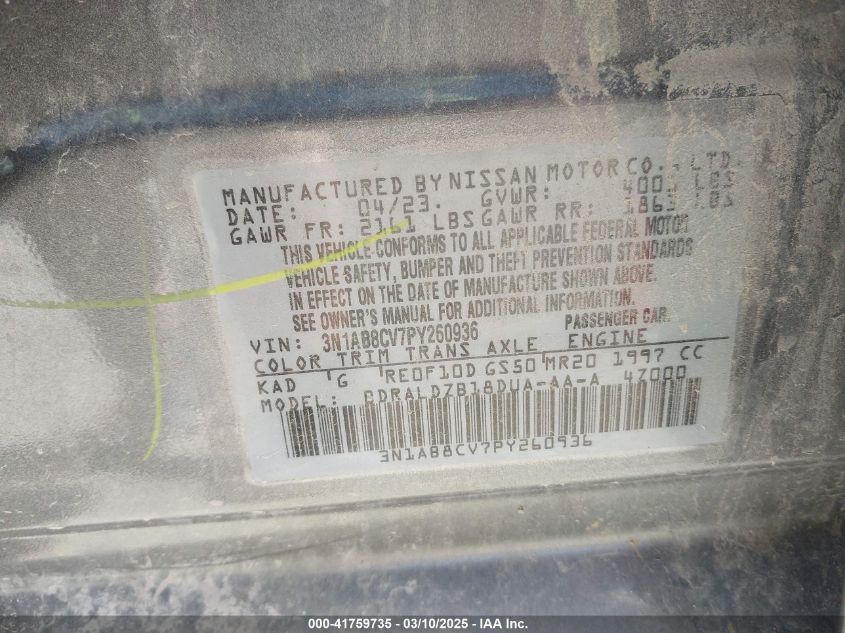 MANUFACTURED BY NISSAN MOTOR CO., LTD.
DATE: 04/23. GVWR: LBS
GAWR FR: 2161 LBS GAWR RR: LBS
THIS VEHICLE CONFORMS TO ALL APPLICABLE FEDERAL MOTOR
VEHICLE SAFETY, BUMPER AND THEFT PREVENTION STANDARDS
IN EFFECT ON THE DATE OF MANUFACTURE SHOWN ABOVE.
SEE OWNER'S MANUAL FOR ADDITIONAL INFORMATION.
VIN: 3N1AB8CV7PY260936 PASSENGER CAR.
COLOR TRIM TRANS AXLE ENGINE
KAD G RE0F10D GS50 MR20 1997 CC
MODEL: 47000
3N1AB8CV7PY260936
000-41759735 - 03/10/2025 - IAA Inc.